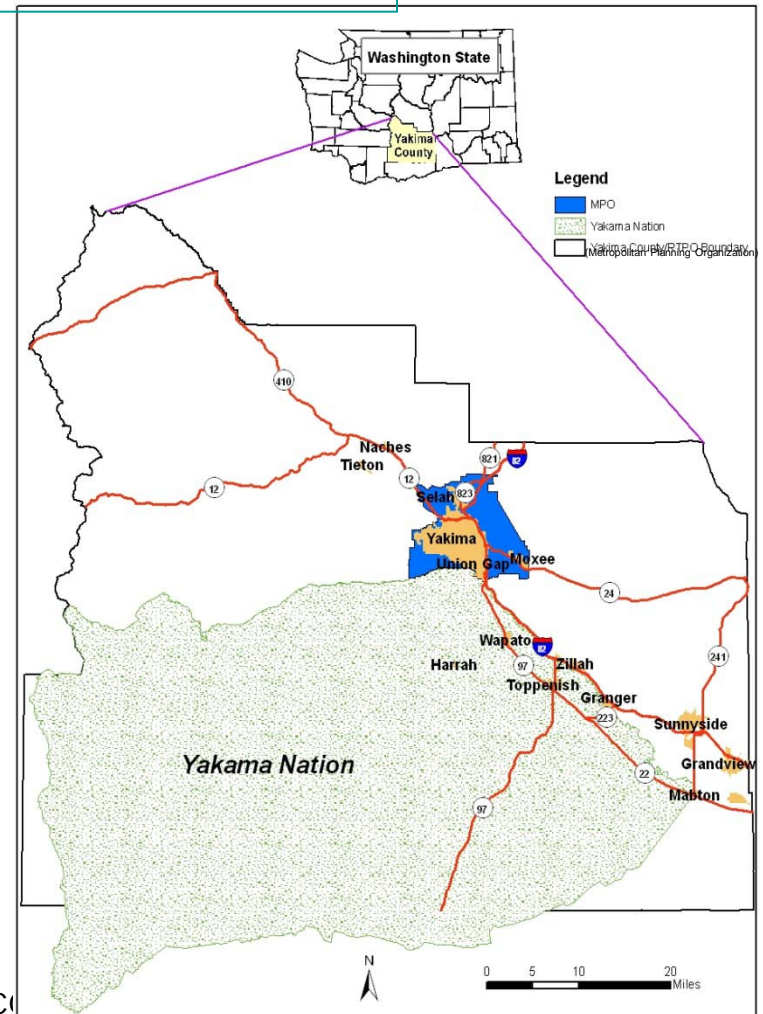 Washington State
Yakima
County
Legend
MPO
Yakama Nation
Yakima County/RTPO Boundary
(Metropolitan Planning Organization)
410
Naches
Tieton
821
82
12
12
Selah
823
Yakima
Union Gap
Moxee
24
Wapato
82
241
Harrah
97
Zillah
Toppenish
Granger
223
Sunnyside
Yakama Nation
Grandview
22
Mabton
97
N
0 5 10 20
Miles